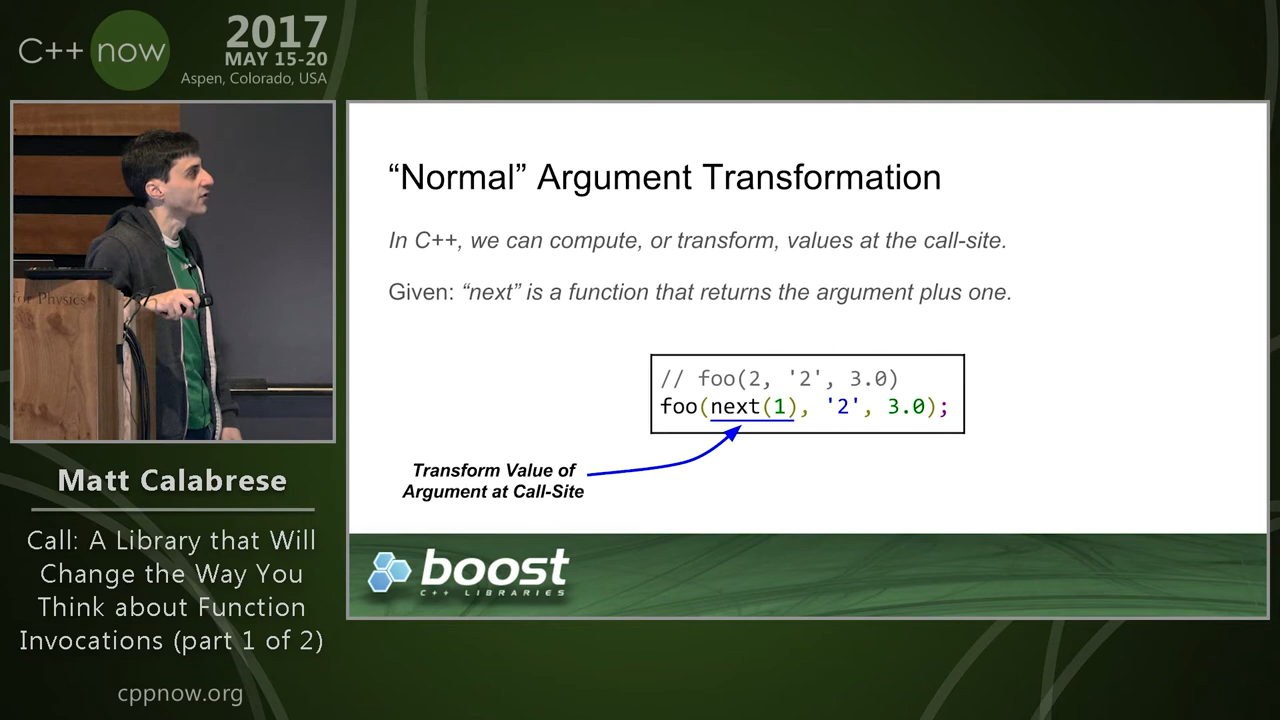 C++ now
2017
MAY 15-20
Aspen, Colorado, USA
for Physics
Matt Calabrese
Call: A Library that Will
Change the Way You
Think about Function
Invocations (part 1 of 2)
cppnow.org
“Normal” Argument Transformation
In C++, we can compute, or transform, values at the call-site.
Given: “next” is a function that returns the argument plus one.
// foo(2, '2', 3.0)
foo(next(1), '2', 3.0);
Transform Value of
Argument at Call-Site
boost
C++ LIBRARIES